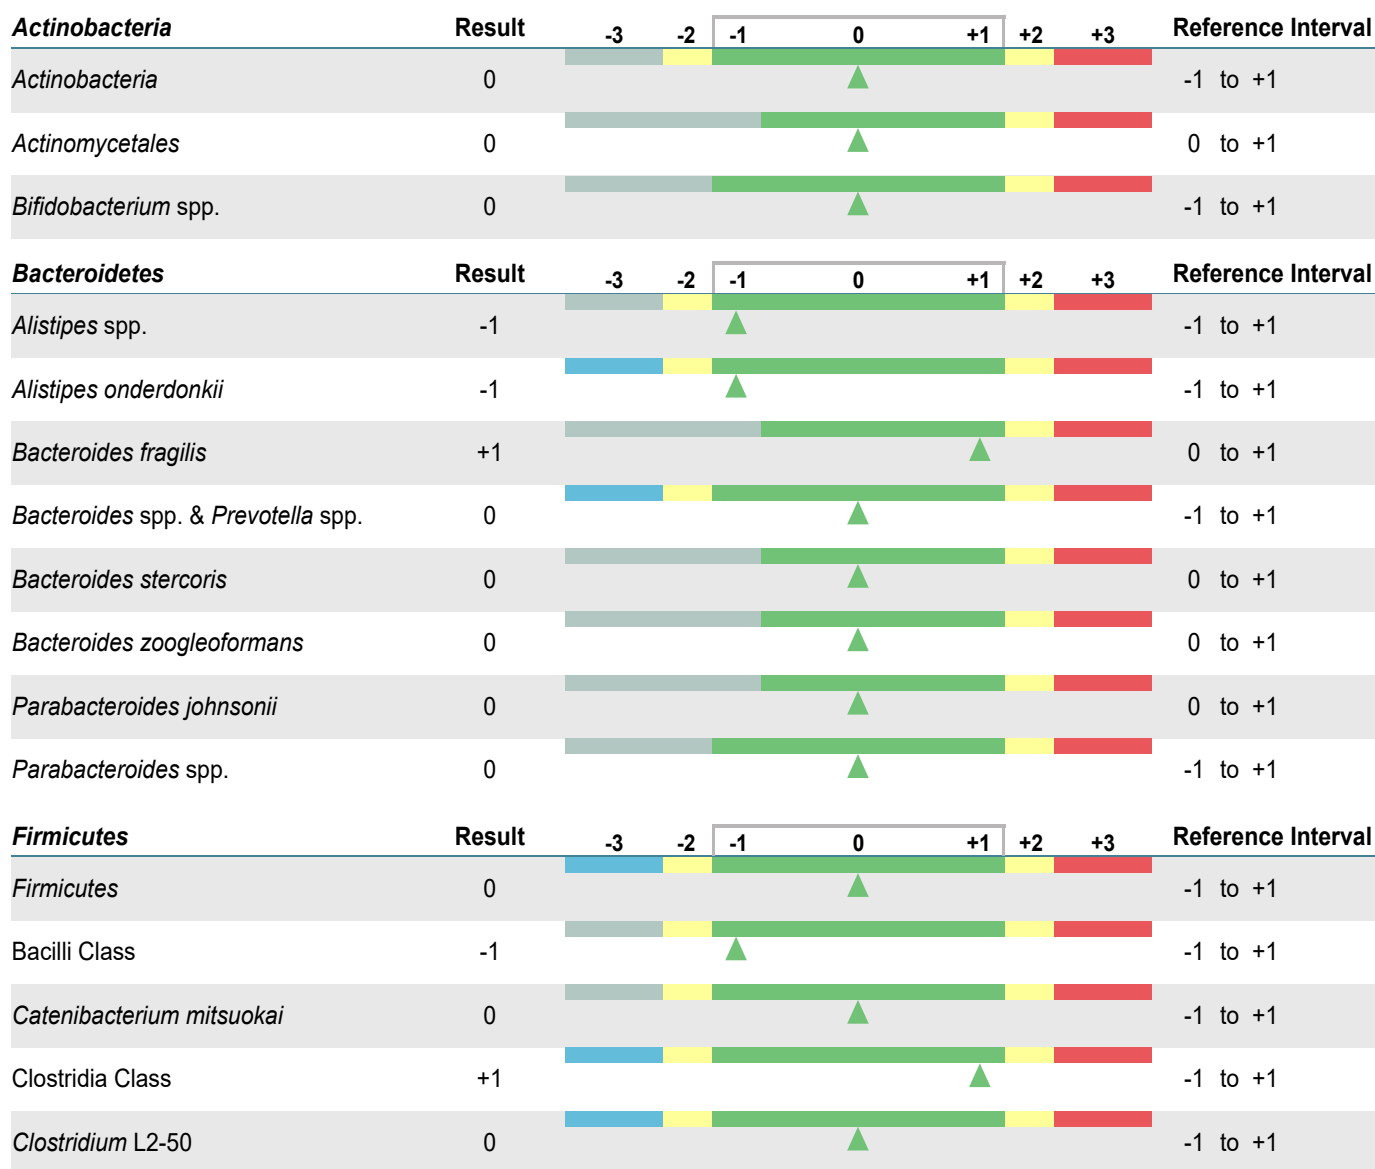 Actinobacteria Result -3 -2 -1 0 +1 +2 +3 Reference Interval
Actinobacteria 0 -1 to +1
Actinomycetales 0 0 to +1
Bifidobacterium spp. 0 -1 to +1
Bacteroidetes Result -3 -2 -1 0 +1 +2 +3 Reference Interval
Alistipes spp. -1 -1 to +1
Alistipes onderdonkii -1 -1 to +1
Bacteroides fragilis +1 0 to +1
Bacteroides spp. & Prevotella spp. 0 -1 to +1
Bacteroides stercoris 0 0 to +1
Bacteroides zoogleoformans 0 0 to +1
Parabacteroides johnsonii 0 0 to +1
Parabacteroides spp. 0 -1 to +1
Firmicutes Result -3 -2 -1 0 +1 +2 +3 Reference Interval
Firmicutes 0 -1 to +1
Bacilli Class -1 -1 to +1
Catenibacterium mitsuokai 0 -1 to +1
Clostridia Class +1 -1 to +1
Clostridium L2-50 0 -1 to +1